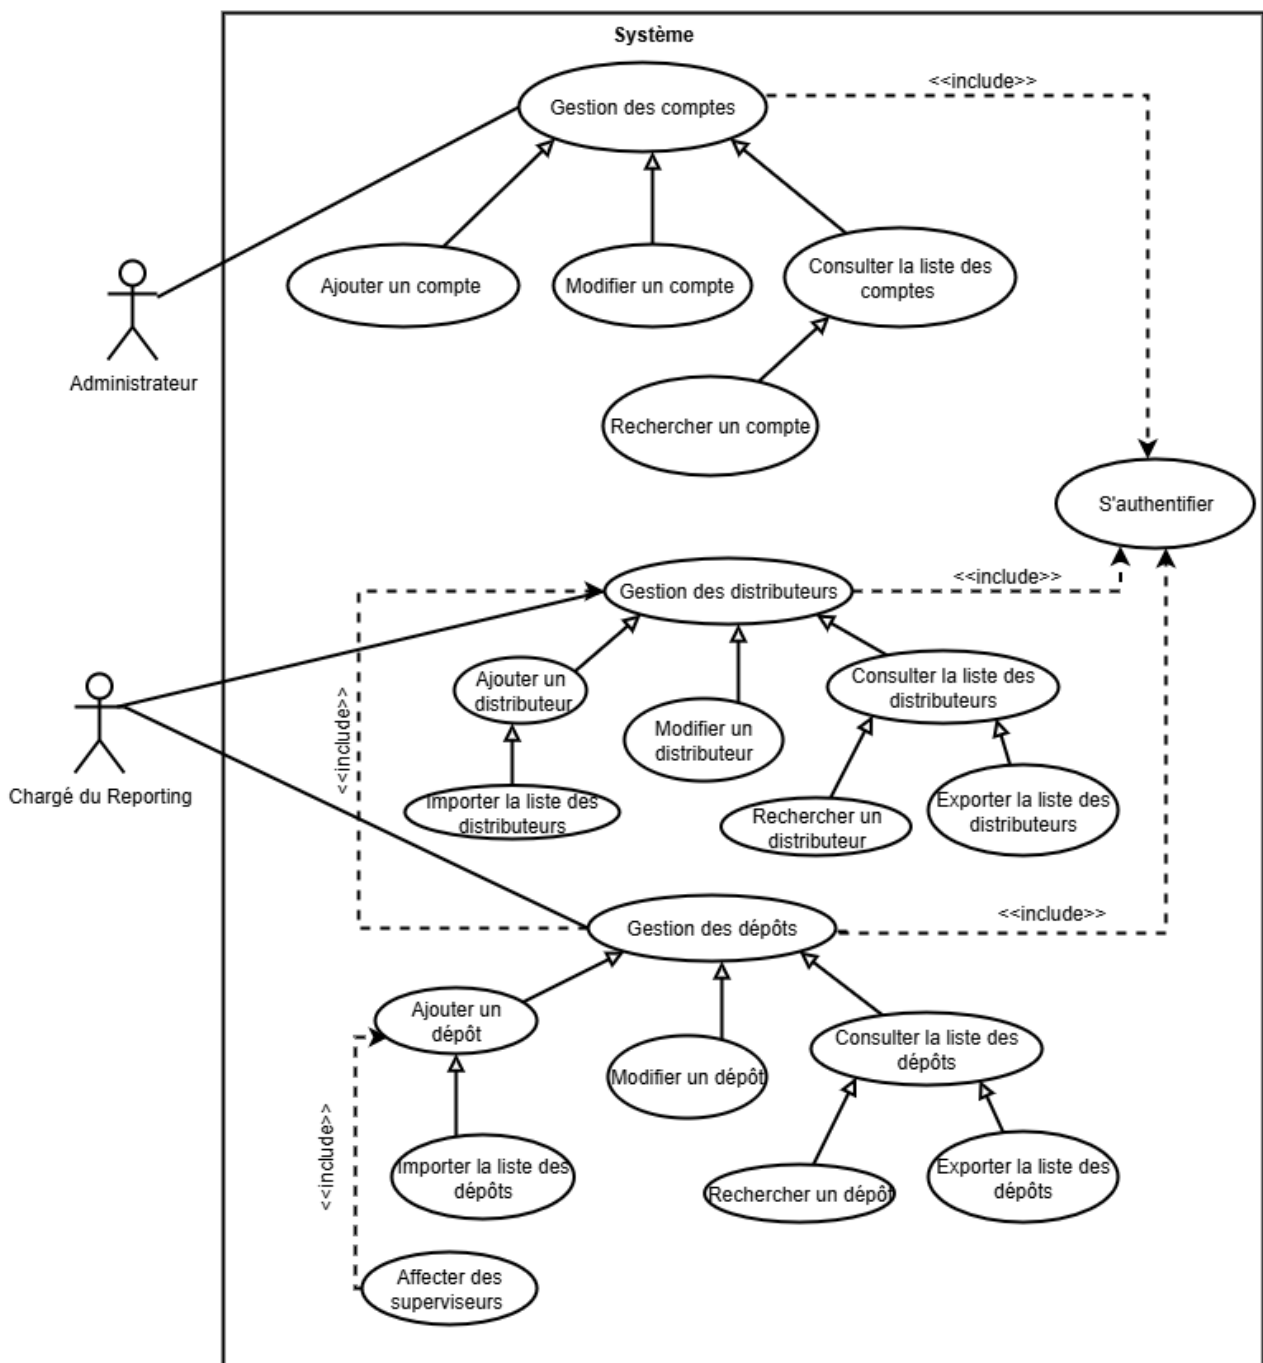 Système
<<include>>
Gestion des comptes
Ajouter un compte
Modifier un compte
Consulter la liste des
comptes
Administrateur
Rechercher un compte
S'authentifier
<<include>>
Gestion des distributeurs
Ajouter un
distributeur
Consulter la liste des
distributeurs
<<include>>
Modifier un
distributeur
Chargé du Reporting
Importer la liste des
distributeurs
Rechercher un
distributeur
Exporter la liste des
distributeurs
<<include>>
Gestion des dépôts
Ajouter un
dépôt
Consulter la liste des
dépôts
Modifier un dépôt
<<include>>
Importer la liste des
dépôts
Rechercher un dépôt
Exporter la liste des
dépôts
Affecter des
superviseurs